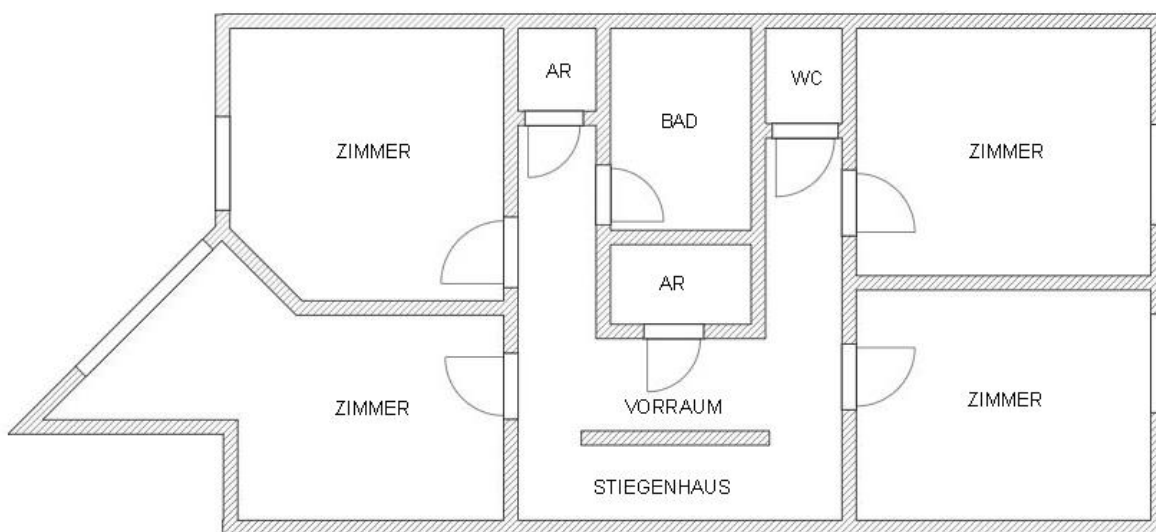 AR
WC
BAD
ZIMMER
ZIMMER
AR
ZIMMER
VORRAUM
ZIMMER
STIEGENHAUS